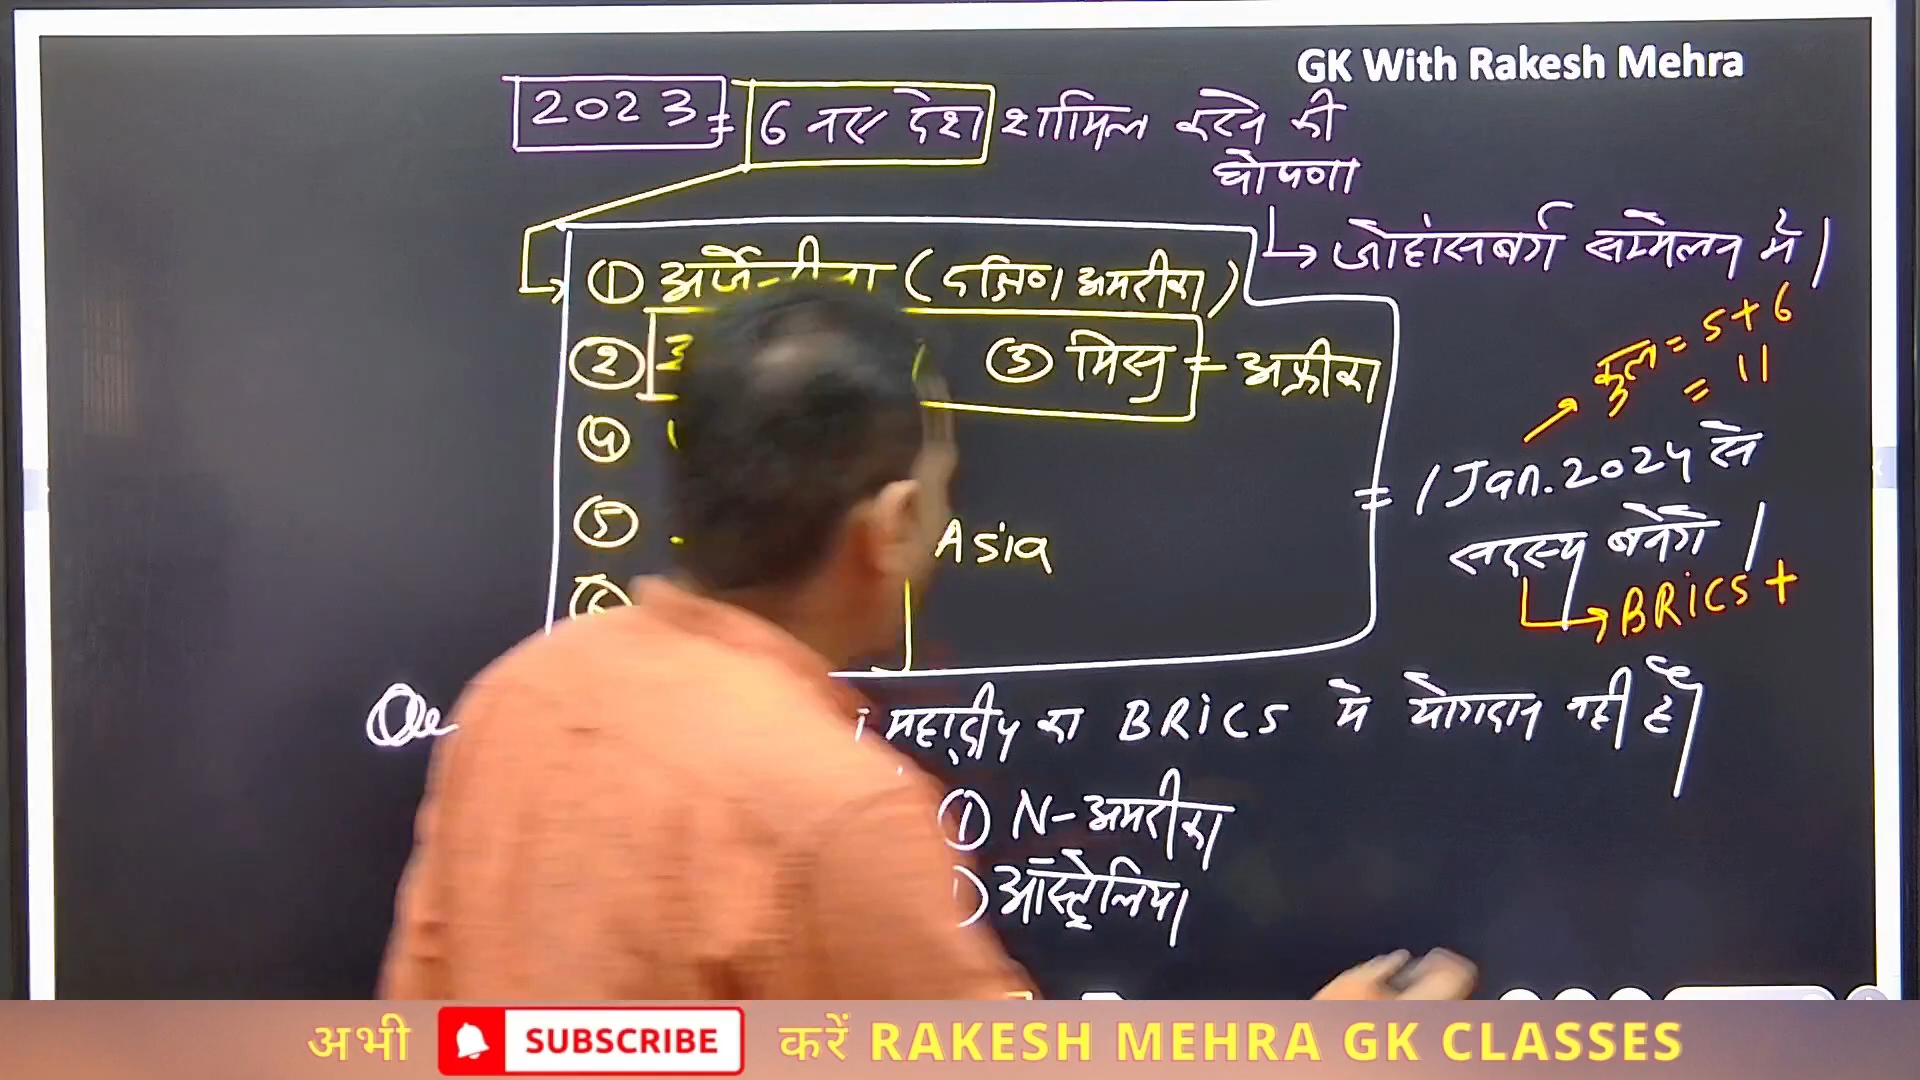 GK With Rakesh Mehra
2023 = 6 नए देश शामिल करने की
घोषणा
↳ जोहांसबर्ग सम्मेलन में।
① अर्जेन्टीना (दक्षिण अमरीका)
② ③ मिस्र - अफ्रीका
कुल = 5+6
= 11
④
= 1 Jan. 2024 से
⑤ Asia
सदस्य बनेंगे।
⑥
↳ BRiCS +
महाद्वीप का BRiCS में योगदान नहीं है।
① N-अमरीका
ऑस्ट्रेलिया
अभी SUBSCRIBE करें RAKESH MEHRA GK CLASSES